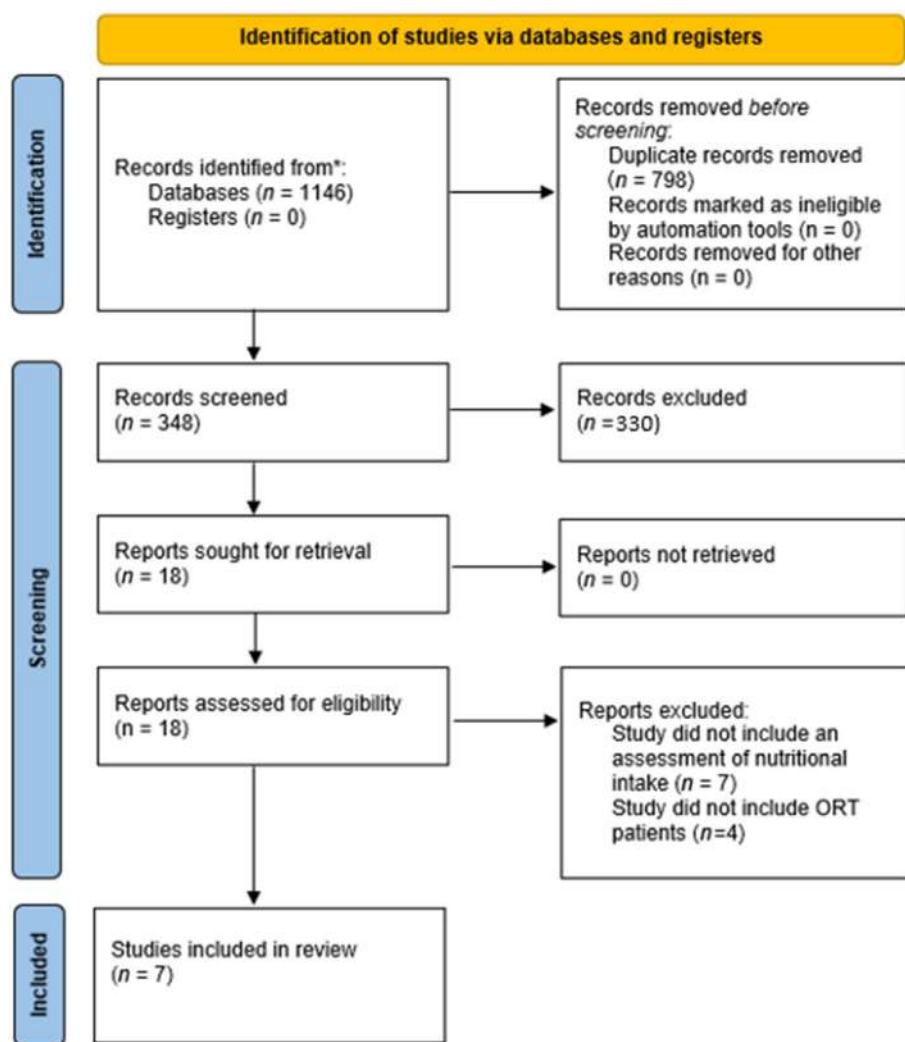 Identification of studies via databases and registers
Identification
Records identified from*:
Databases (n = 1146)
Registers (n = 0)
Records removed before
screening:
Duplicate records removed
(n = 798)
Records marked as ineligible
by automation tools (n = 0)
Records removed for other
reasons (n = 0)
Screening
Records screened
(n = 348)
Records excluded
(n =330)
Reports sought for retrieval
(n = 18)
Reports not retrieved
(n = 0)
Reports assessed for eligibility
(n = 18)
Reports excluded:
Study did not include an
assessment of nutritional
intake (n = 7)
Study did not include ORT
patients (n=4)
Included
Studies included in review
(n = 7)